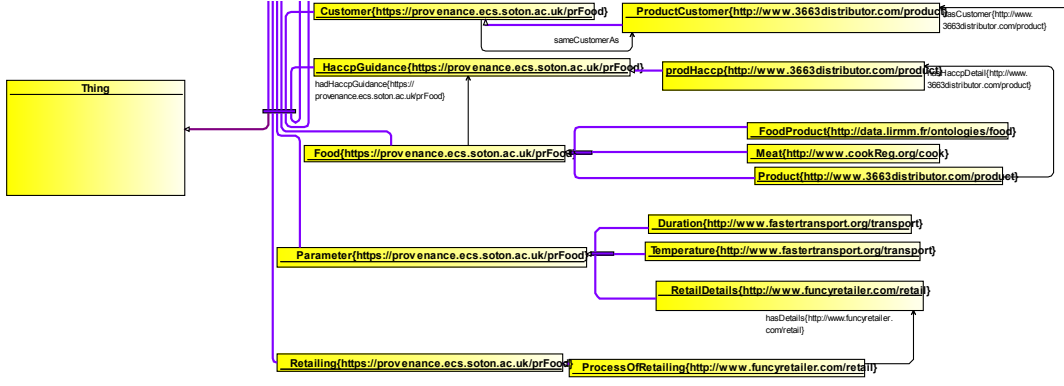 Customer{https://provenance.ecs.soton.ac.uk/prFood}
ProductCustomer{http://www.3663distributor.com/product}
hasCustomer{http://www.
3663distributor.com/product}
sameCustomerAs
HaccpGuidance{https://provenance.ecs.soton.ac.uk/prFood}
hadHaccpGuidance{https://
provenance.ecs.soton.ac.uk/prFood}
prodHaccp{http://www.3663distributor.com/product}
hasHaccpDetail{http://www.
3663distributor.com/product}
Thing
FoodProduct{http://data.lirmm.fr/ontologies/food}
Food{https://provenance.ecs.soton.ac.uk/prFood}
Meat{http://www.cookReg.org/cook}
Product{http://www.3663distributor.com/product}
Duration{http://www.fastertransport.org/transport}
Parameter{https://provenance.ecs.soton.ac.uk/prFood}
Temperature{http://www.fastertransport.org/transport}
RetailDetails{http://www.funcyretailer.com/retail}
hasDetails{http://www.funcyretailer.
com/retail}
Retailing{https://provenance.ecs.soton.ac.uk/prFood}
ProcessOfRetailing{http://www.funcyretailer.com/retail}